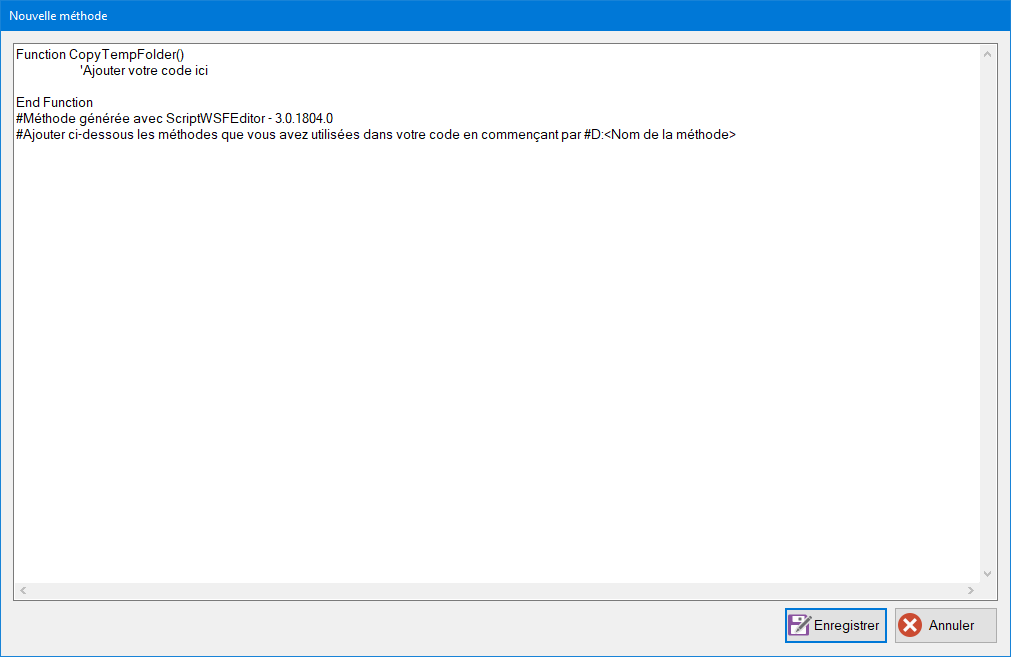 Nouvelle méthode
Function CopyTempFolder()
'Ajouter votre code ici
End Function
#Méthode générée avec ScriptWSFEditor - 3.0.1804.0
#Ajouter ci-dessous les méthodes que vous avez utilisées dans votre code en commençant par #D:<Nom de la méthode>
Enregistrer
Annuler